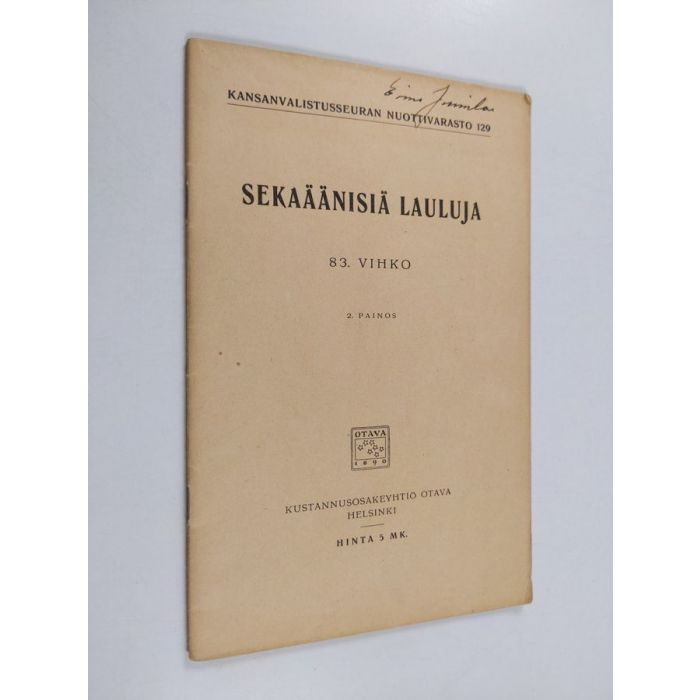 KANSANVALISTUSSEURAN NUOTTIVARASTO 129
SEKAÄÄNISIÄ LAULUJA
83. VIHKO
2. PAINOS
OTAVA
1890
KUSTANNUSOSAKEYHTIÖ OTAVA
HELSINKI
HINTA 5 MK.